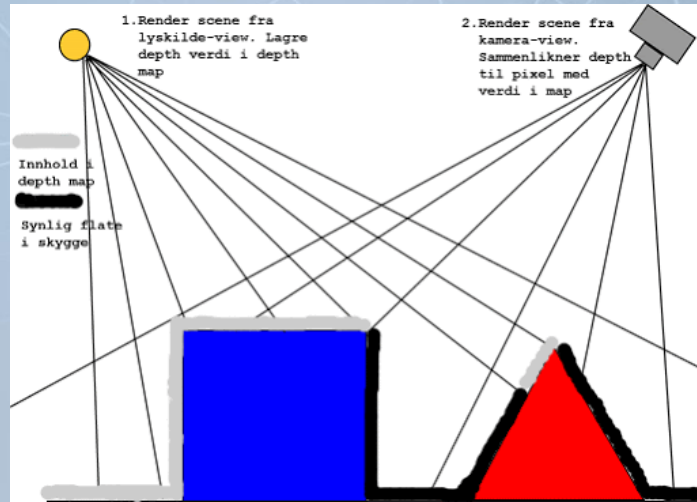 1.Render scene fra
lyskilde-view. Lagre
depth verdi i depth
map
2.Render scene fra
kamera-view.
Sammenlikner depth
til pixel med
verdi i map
Innhold i
depth map
Synlig flate
i skygge